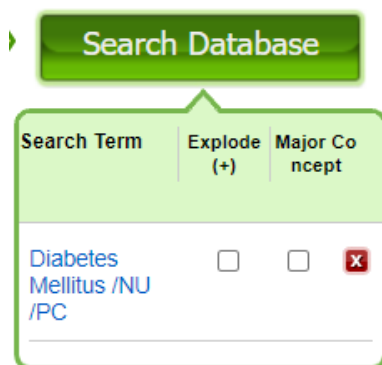 Search Database
Search Term Explode Major Co
(+) ncept
Diabetes
Mellitus /NU
/PC
x